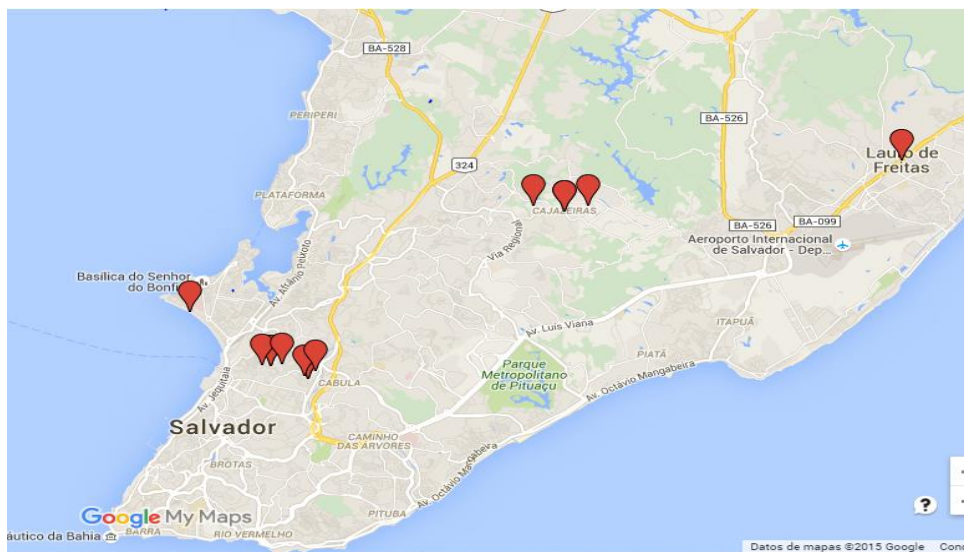 BA-528
PERIPERI
BA-526
324
Lauro de
Freitas
PLATAFORMA
CAJAZEIRAS
BA-099
BA-526
Via Regional
Aeroporto Internacional
de Salvador - Dep...
Av. Afrânio Peixoto
Basílica do Senhor
do Bonfim
Av. Luís Viana
ITAPUÃ
PIATÃ
Parque
Metropolitano
de Pituaçu
Av. Octávio Mangabeira
Av. Jequitaia
CABULA
Salvador
CAMINHO
DAS ÁRVORES
BROTAS
Av. Octávio Mangabeira
PITUBA
Google My Maps
?
BARRA
RIO VERMELHO
áutico da Bahia
Datos de mapas ©2015 Google
Cond